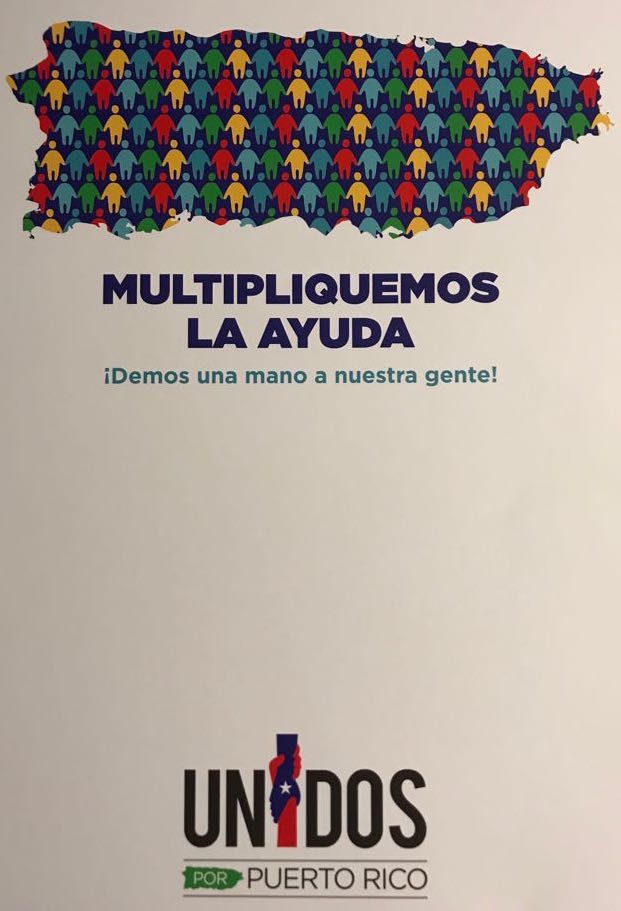 MULTIPLIQUEMOS
LA AYUDA
¡Demos una mano a nuestra gente!
UNIDOS
POR PUERTO RICO